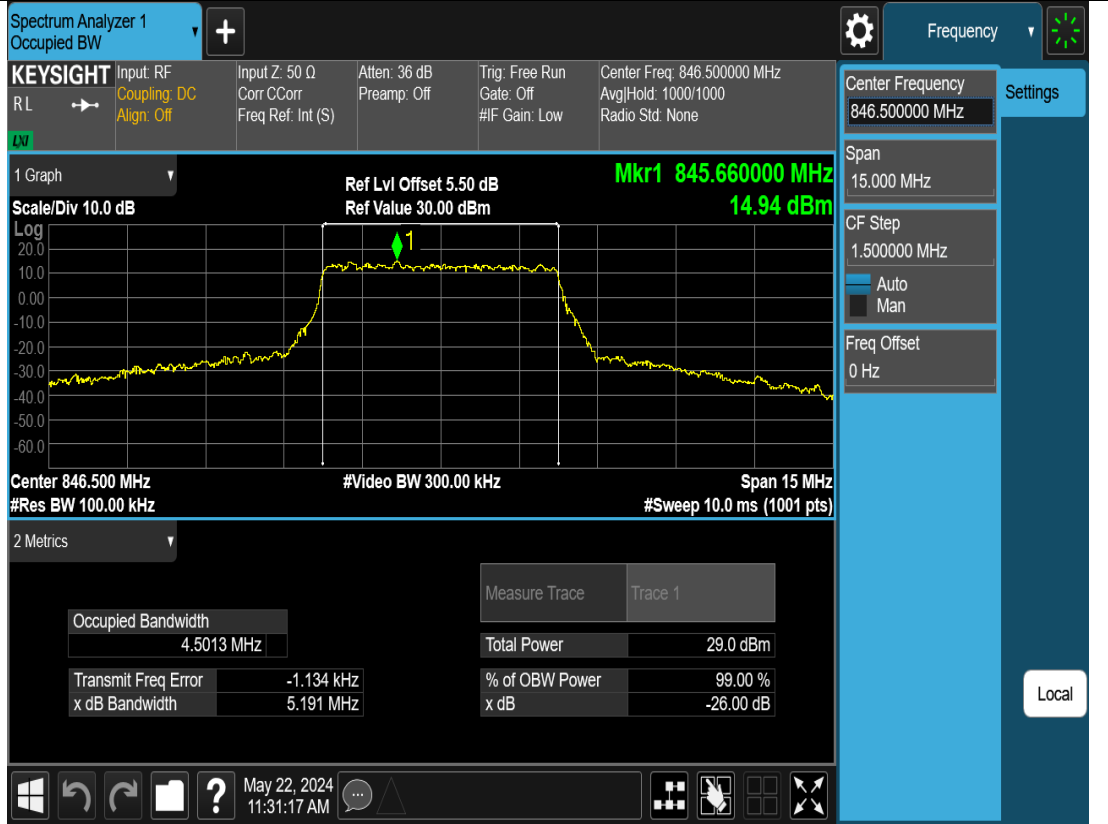 Spectrum Analyzer 1
Occupied BW
+
Frequency
KEYSIGHT
R L
LXI
Input: RF
Coupling: DC
Align: Off
Input Z: 50 Ω
Corr CCorr
Freq Ref: Int (S)
Atten: 36 dB
Preamp: Off
Trig: Free Run
Gate: Off
#IF Gain: Low
Center Freq: 846.500000 MHz
Avg|Hold: 1000/1000
Radio Std: None
Center Frequency
846.500000 MHz
Settings
Span
15.000 MHz
CF Step
1.500000 MHz
Auto
Man
Freq Offset
0 Hz
Local
1 Graph
Scale/Div 10.0 dB
Ref Lvl Offset 5.50 dB
Ref Value 30.00 dBm
Mkr1 845.660000 MHz
14.94 dBm
Log
1
20.0
10.0
0.00
-10.0
-20.0
-30.0
-40.0
-50.0
-60.0
Center 846.500 MHz
#Video BW 300.00 kHz
Span 15 MHz
#Res BW 100.00 kHz
#Sweep 10.0 ms (1001 pts)
2 Metrics
Measure Trace Trace 1
Occupied Bandwidth
4.5013 MHz
Total Power 29.0 dBm
Transmit Freq Error -1.134 kHz
% of OBW Power 99.00 %
x dB Bandwidth 5.191 MHz
x dB -26.00 dB
?
May 22, 2024
11:31:17 AM